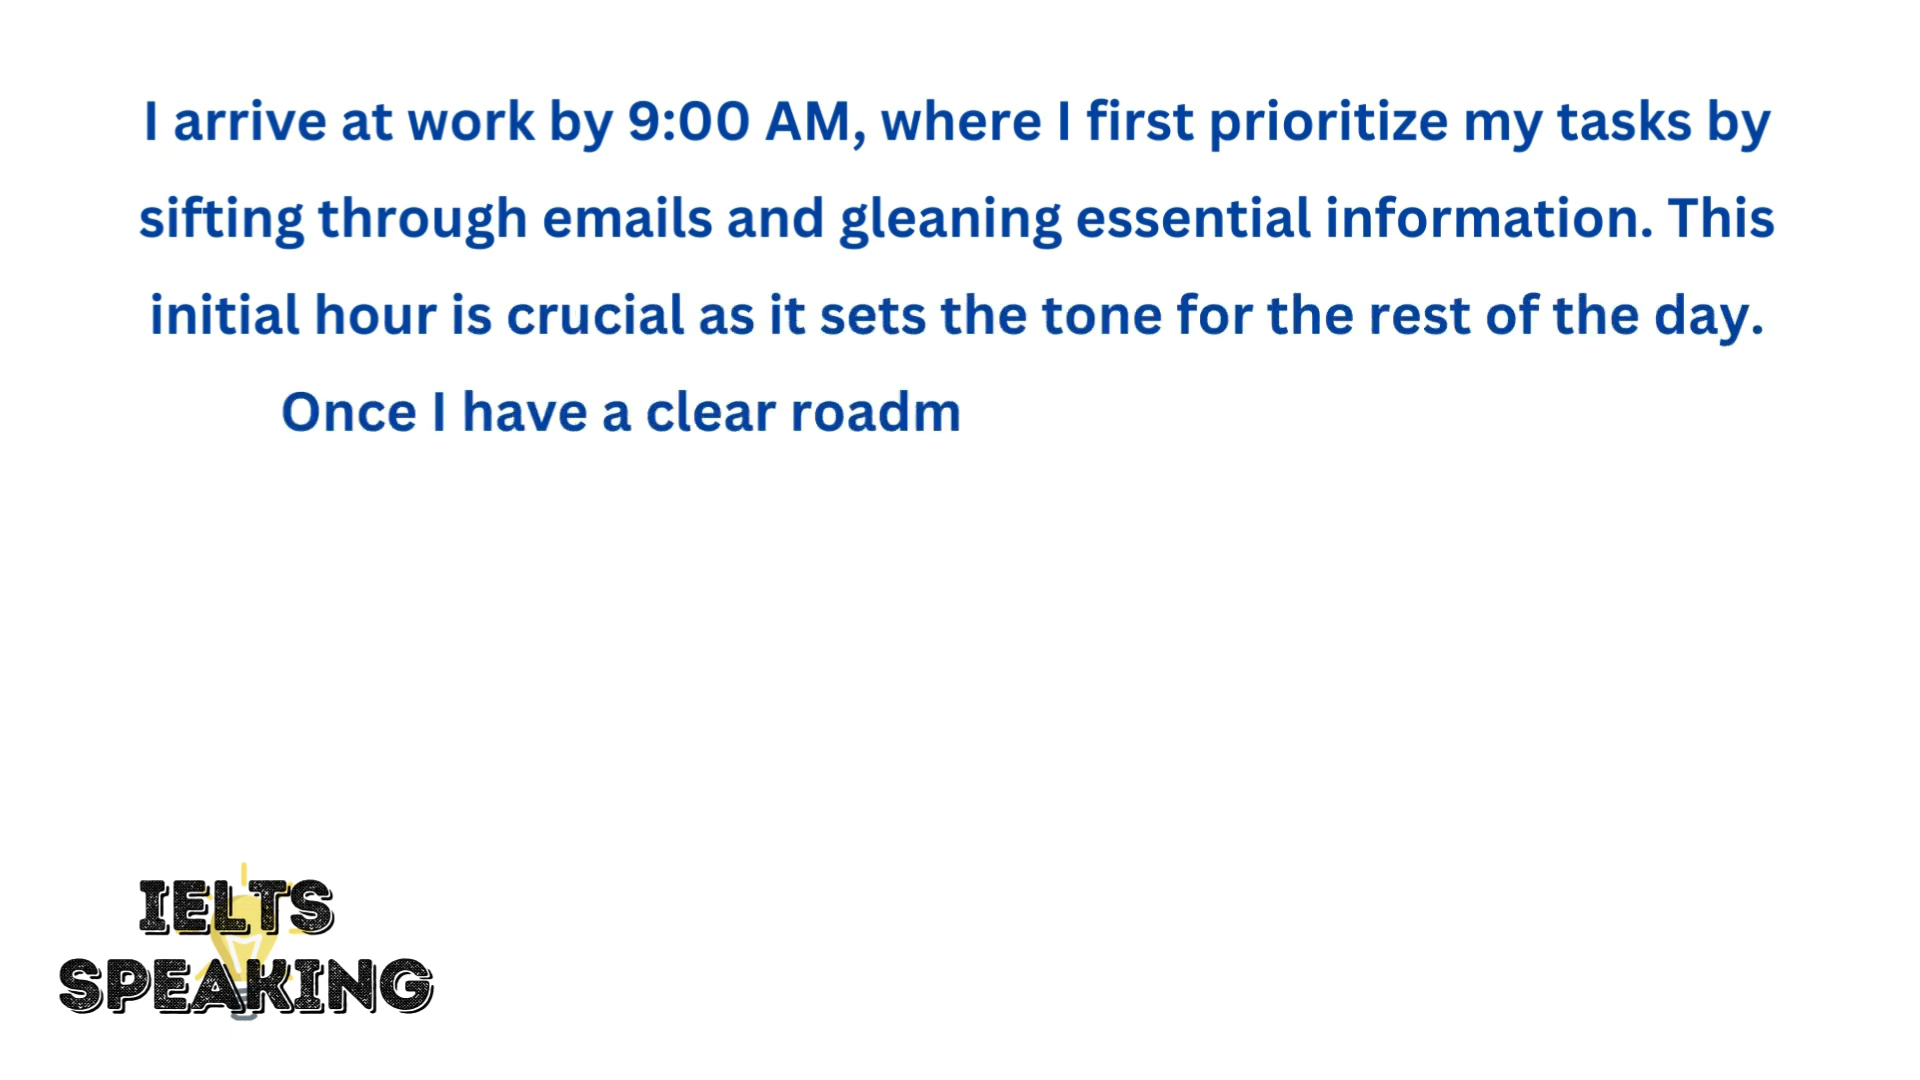 I arrive at work by 9:00 AM, where I first prioritize my tasks by
sifting through emails and gleaning essential information. This
initial hour is crucial as it sets the tone for the rest of the day.
Once I have a clear roadm
IELTS
SPEAKING